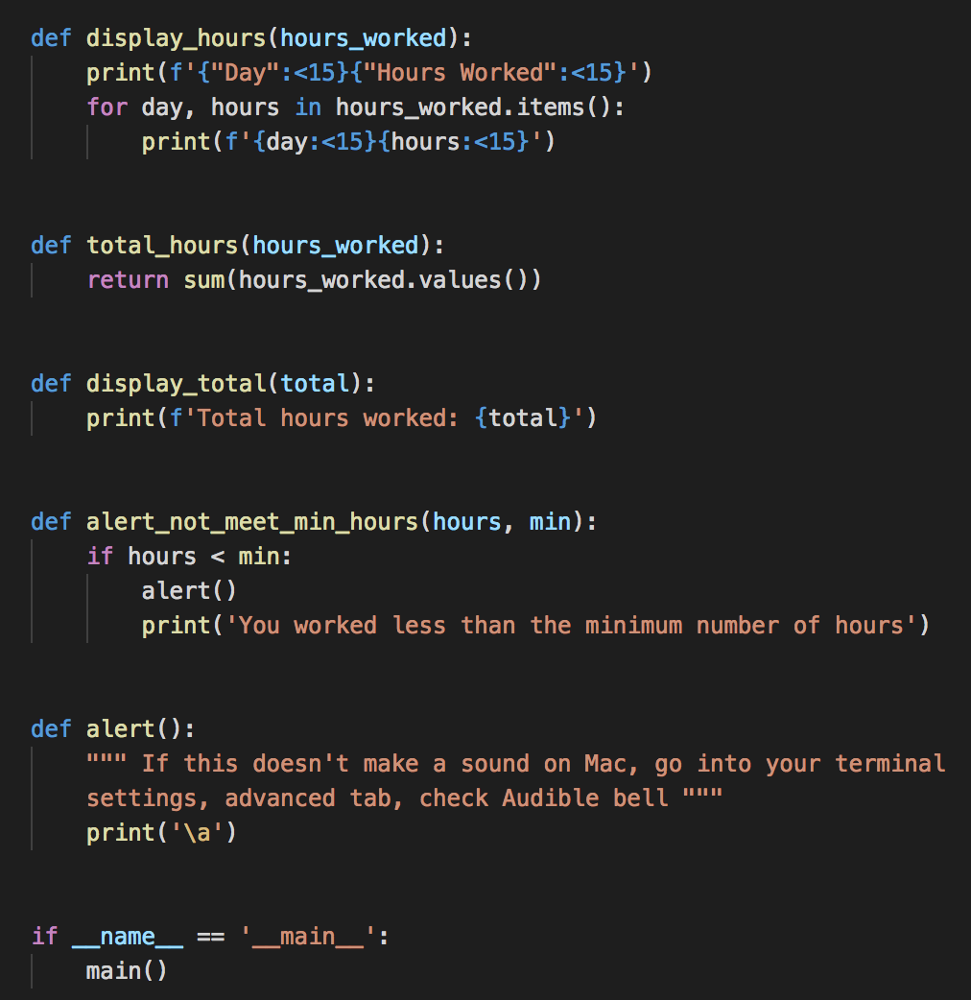 def display_hours(hours_worked):
    print(f'{"Day":<15}{"Hours Worked":<15}')
    for day, hours in hours_worked.items():
        print(f'{day:<15}{hours:<15}')
def total_hours(hours_worked):
    return sum(hours_worked.values())
def display_total(total):
    print(f'Total hours worked: {total}')
def alert_not_meet_min_hours(hours, min):
    if hours < min:
        alert()
        print('You worked less than the minimum number of hours')
def alert():
    """ If this doesn't make a sound on Mac, go into your terminal
    settings, advanced tab, check Audible bell """
    print('\a')
if __name__ == '__main__':
    main()